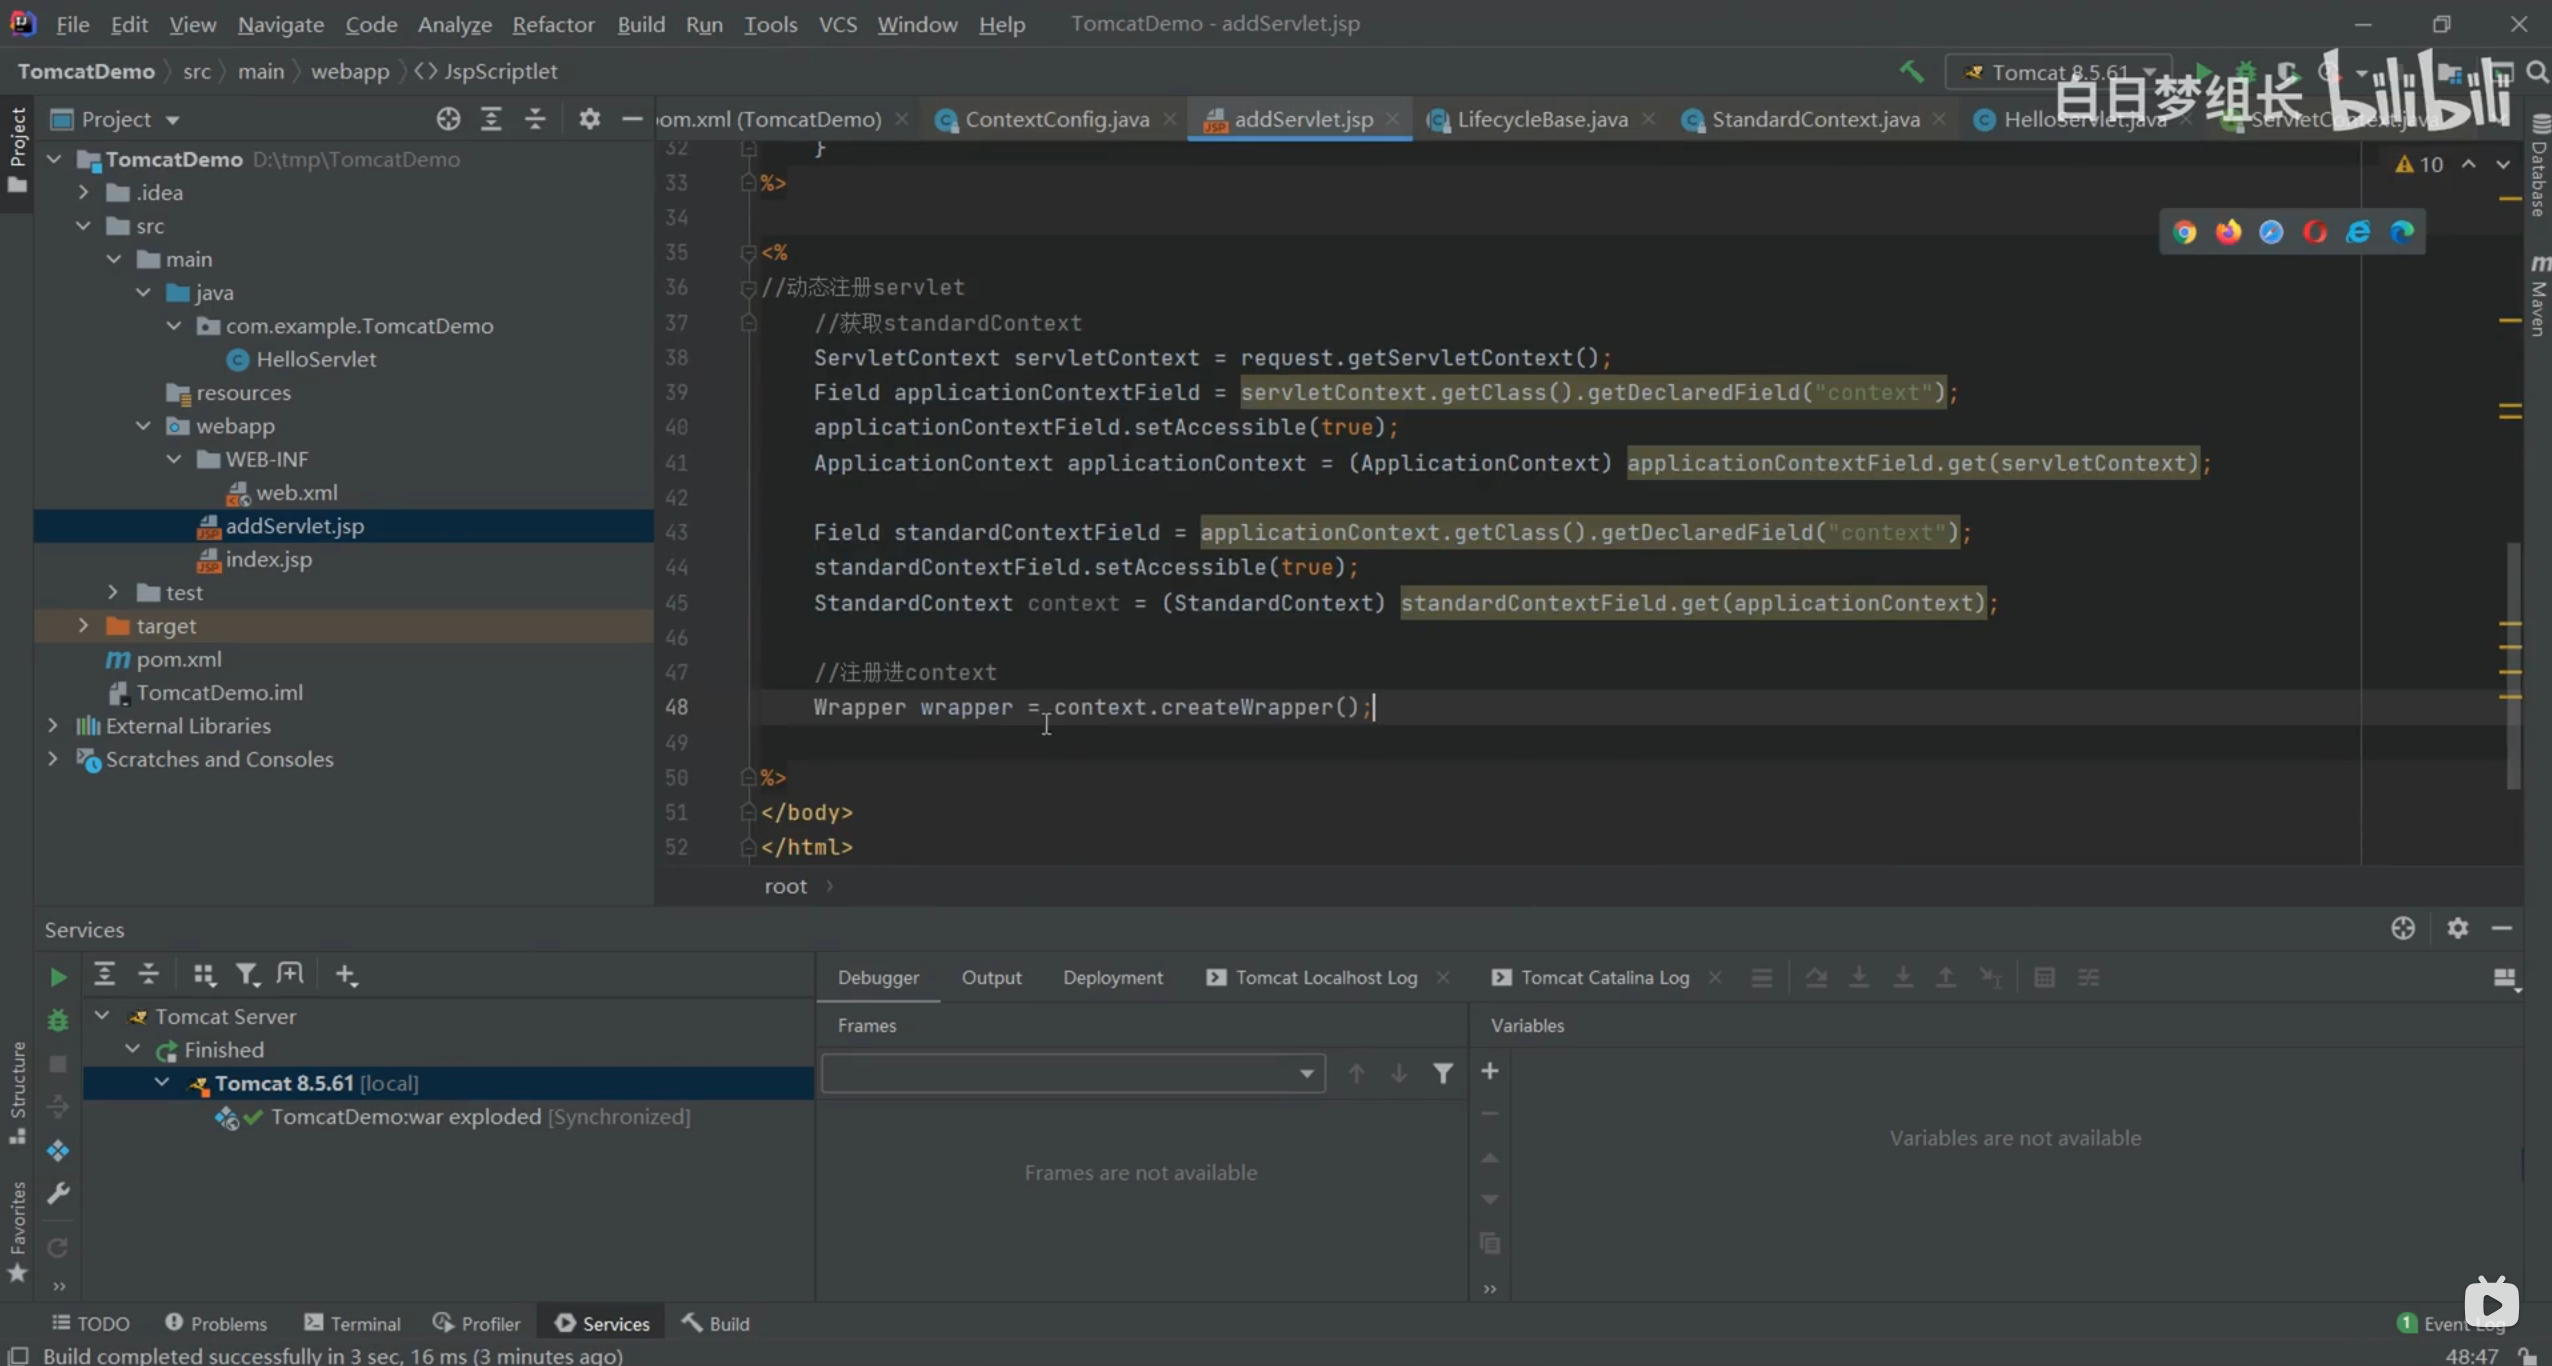 File Edit View Navigate Code Analyze Refactor Build Run Tools VCS Window Help TomcatDemo - addServlet.jsp
TomcatDemo src main webapp JspScriptlet
Tomcat 8.5.61
白日梦组长 bilibili
Project
om.xml (TomcatDemo) ContextConfig.java addServlet.jsp LifecycleBase.java StandardContext.java HelloServlet.java ServletContext.java
TomcatDemo D:\tmp\TomcatDemo
.idea
src
main
java
com.example.TomcatDemo
HelloServlet
resources
webapp
WEB-INF
web.xml
addServlet.jsp
index.jsp
test
target
pom.xml
TomcatDemo.iml
External Libraries
Scratches and Consoles
Project
Structure
Favorites
Database
Maven
10
32 }
33 %>
34
35 <%
36 //动态注册servlet
37 //获取standardContext
38 ServletContext servletContext = request.getServletContext();
39 Field applicationContextField = servletContext.getClass().getDeclaredField("context");
40 applicationContextField.setAccessible(true);
41 ApplicationContext applicationContext = (ApplicationContext) applicationContextField.get(servletContext);
42
43 Field standardContextField = applicationContext.getClass().getDeclaredField("context");
44 standardContextField.setAccessible(true);
45 StandardContext context = (StandardContext) standardContextField.get(applicationContext);
46
47 //注册进context
48 Wrapper wrapper = context.createWrapper();
49
50 %>
51 </body>
52 </html>
root
Services
Debugger Output Deployment Tomcat Localhost Log Tomcat Catalina Log
Tomcat Server
Finished
Tomcat 8.5.61 [local]
TomcatDemo:war exploded [Synchronized]
Frames
Frames are not available
Variables
Variables are not available
TODO Problems Terminal Profiler Services Build
1 Event Log
Build completed successfully in 3 sec, 16 ms (3 minutes ago)
48:47